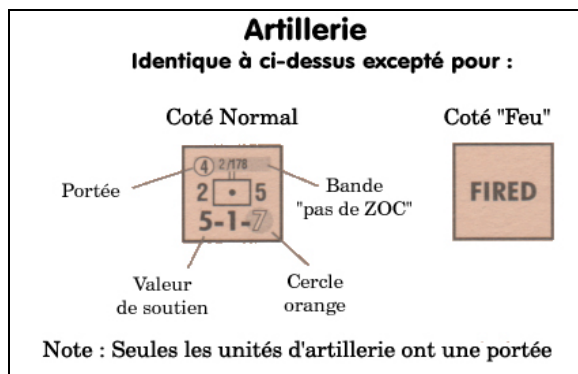 Artillerie
Identique à ci-dessus excepté pour :
Coté Normal
Coté "Feu"
Portée
4 2/178
2 5
5-1-7
Bande
"pas de ZOC"
FIRED
Valeur
de soutien
Cercle
orange
Note : Seules les unités d'artillerie ont une portée